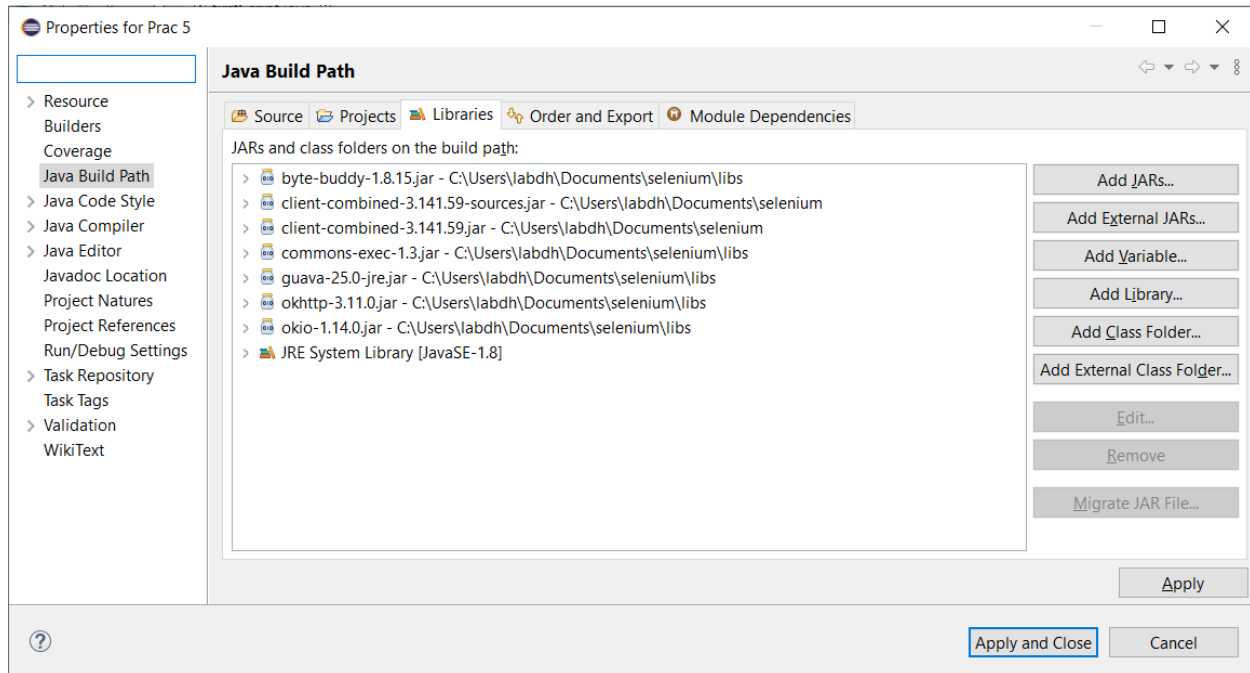 Properties for Prac 5
Java Build Path
Resource
Builders
Coverage
Java Build Path
Java Code Style
Java Compiler
Java Editor
Javadoc Location
Project Natures
Project References
Run/Debug Settings
Task Repository
Task Tags
Validation
WikiText
Source Projects Libraries Order and Export Module Dependencies
JARs and class folders on the build path:
byte-buddy-1.8.15.jar - C:\Users\labdh\Documents\selenium\libs
client-combined-3.141.59-sources.jar - C:\Users\labdh\Documents\selenium
client-combined-3.141.59.jar - C:\Users\labdh\Documents\selenium
commons-exec-1.3.jar - C:\Users\labdh\Documents\selenium\libs
guava-25.0-jre.jar - C:\Users\labdh\Documents\selenium\libs
okhttp-3.11.0.jar - C:\Users\labdh\Documents\selenium\libs
okio-1.14.0.jar - C:\Users\labdh\Documents\selenium\libs
JRE System Library [JavaSE-1.8]
Add JARs...
Add External JARs...
Add Variable...
Add Library...
Add Class Folder...
Add External Class Folder...
Edit...
Remove
Migrate JAR File...
Apply
Apply and Close
Cancel